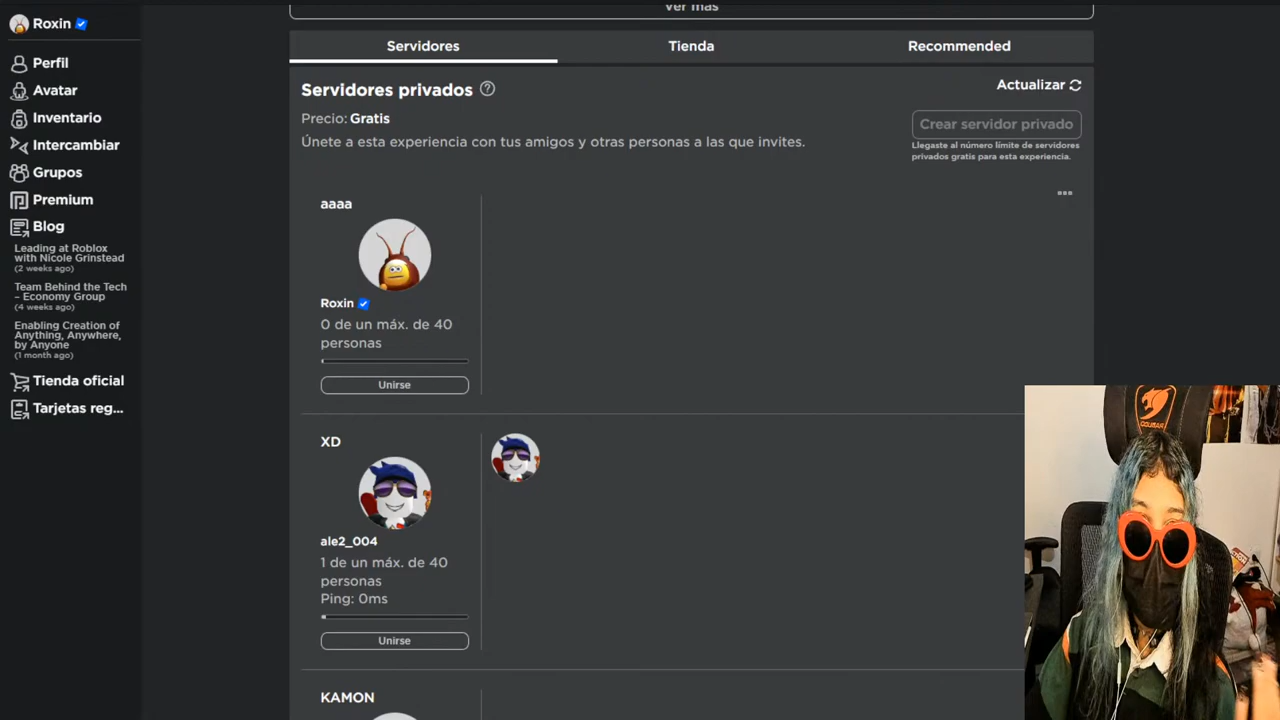 Roxin
Perfil
Avatar
Inventario
Intercambiar
Grupos
Premium
Blog
Leading at Roblox
with Nicole Grinstead
(2 weeks ago)
Team Behind the Tech
– Economy Group
(4 weeks ago)
Enabling Creation of
Anything, Anywhere,
by Anyone
(1 month ago)
Tienda oficial
Tarjetas reg...
Ver más
Servidores
Tienda
Recommended
Servidores privados
Actualizar
Precio: Gratis
Únete a esta experiencia con tus amigos y otras personas a las que invites.
Crear servidor privado
Llegaste al número límite de servidores
privados gratis para esta experiencia.
aaaa
Roxin
0 de un máx. de 40
personas
Unirse
XD
ale2_004
1 de un máx. de 40
personas
Ping: 0ms
Unirse
KAMON
COUGAR